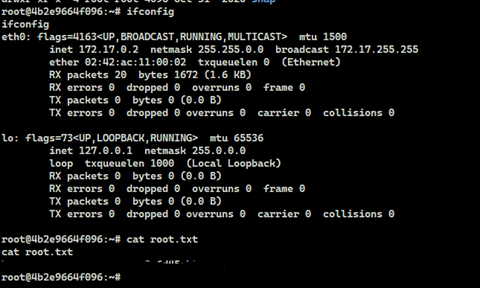 root@4b2e9664f096:~# ifconfig
ifconfig
eth0: flags=4163<UP,BROADCAST,RUNNING,MULTICAST>  mtu 1500
        inet 172.17.0.2  netmask 255.255.0.0  broadcast 172.17.255.255
        ether 02:42:ac:11:00:02  txqueuelen 0  (Ethernet)
        RX packets 20  bytes 1672 (1.6 KB)
        RX errors 0  dropped 0  overruns 0  frame 0
        TX packets 0  bytes 0 (0.0 B)
        TX errors 0  dropped 0 overruns 0  carrier 0  collisions 0
lo: flags=73<UP,LOOPBACK,RUNNING>  mtu 65536
        inet 127.0.0.1  netmask 255.0.0.0
        loop  txqueuelen 1000  (Local Loopback)
        RX packets 0  bytes 0 (0.0 B)
        RX errors 0  dropped 0  overruns 0  frame 0
        TX packets 0  bytes 0 (0.0 B)
        TX errors 0  dropped 0 overruns 0  carrier 0  collisions 0
root@4b2e9664f096:~# cat root.txt
cat root.txt
root@4b2e9664f096:~#